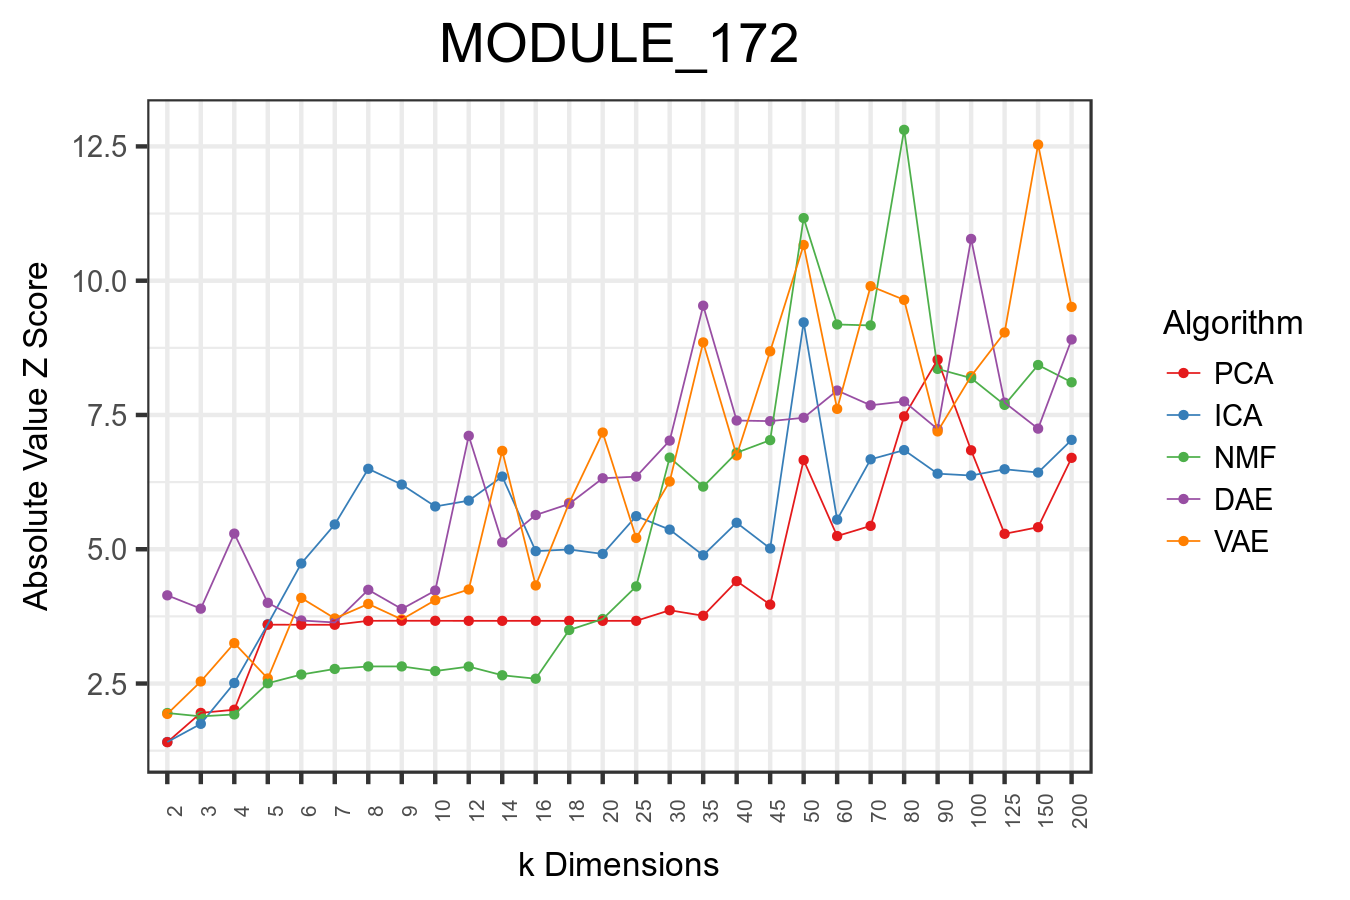 MODULE_172
Absolute Value Z Score
12.5
10.0
7.5
5.0
2.5
2 3 4 5 6 7 8 9 10 12 14 16 18 20 25 30 35 40 45 50 60 70 80 90 100 125 150 200
k Dimensions
Algorithm
PCA
ICA
NMF
DAE
VAE